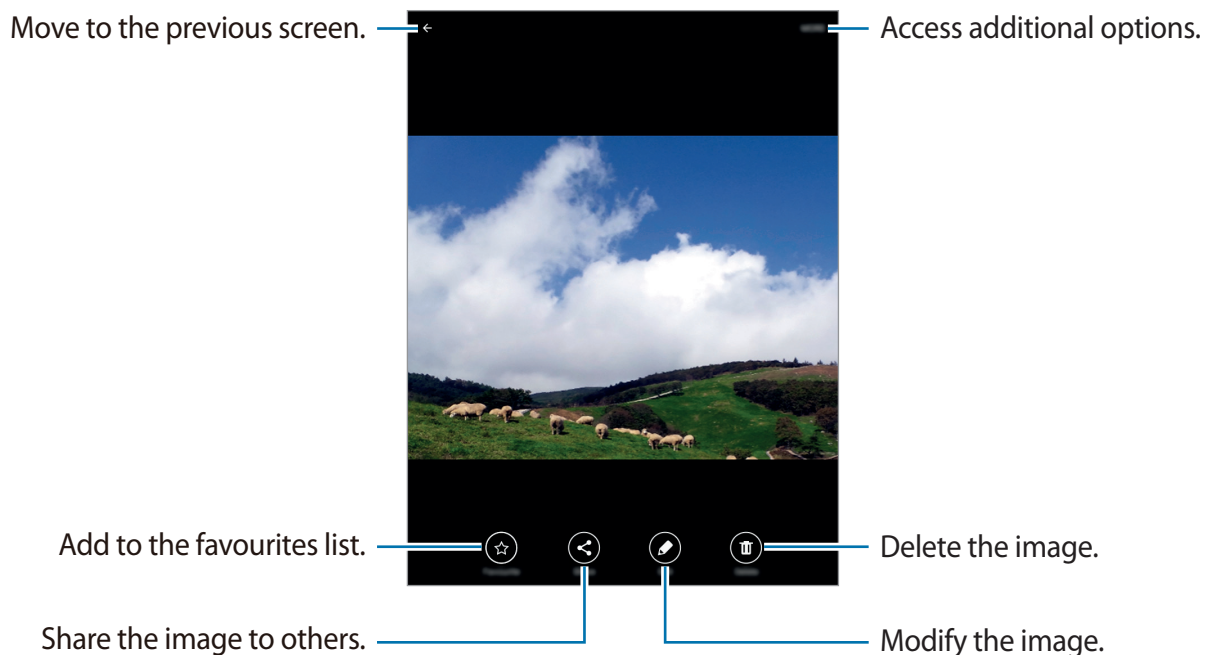 Move to the previous screen.
Access additional options.
Add to the favourites list.
Delete the image.
Share the image to others.
Modify the image.